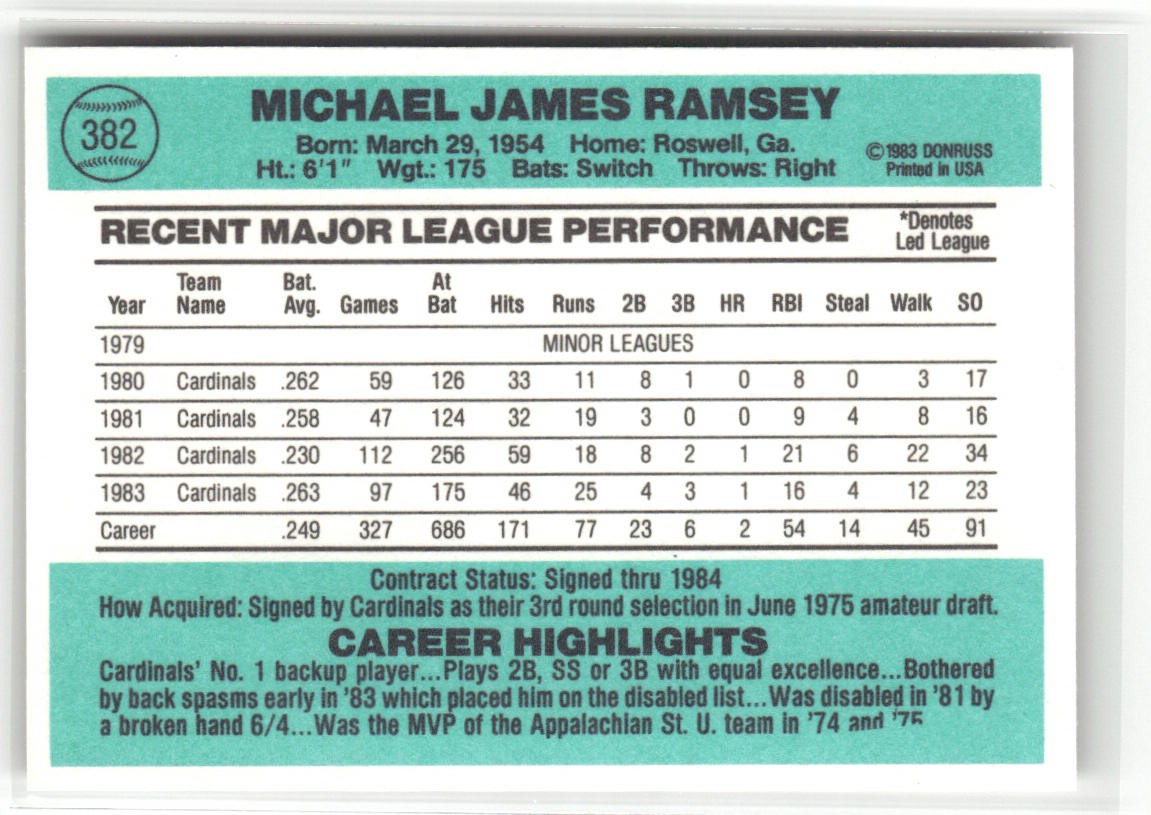 382
MICHAEL JAMES RAMSEY
Born: March 29, 1954 Home: Roswell, Ga.
Ht.: 6'1" Wgt.: 175 Bats: Switch Throws: Right
©1983 DONRUSS
Printed in USA
RECENT MAJOR LEAGUE PERFORMANCE
*Denotes
Led League
Year Team Name Bat. Avg. Games At Bat Hits Runs 2B 3B HR RBI Steal Walk SO
1979 MINOR LEAGUES
1980 Cardinals .262 59 126 33 11 8 1 0 8 0 3 17
1981 Cardinals .258 47 124 32 19 3 0 0 9 4 8 16
1982 Cardinals .230 112 256 59 18 8 2 1 21 6 22 34
1983 Cardinals .263 97 175 46 25 4 3 1 16 4 12 23
Career .249 327 686 171 77 23 6 2 54 14 45 91
Contract Status: Signed thru 1984
How Acquired: Signed by Cardinals as their 3rd round selection in June 1975 amateur draft.
CAREER HIGHLIGHTS
Cardinals' No. 1 backup player...Plays 2B, SS or 3B with equal excellence...Bothered
by back spasms early in '83 which placed him on the disabled list...Was disabled in '81 by
a broken hand 6/4...Was the MVP of the Appalachian St. U. team in '74 and '75